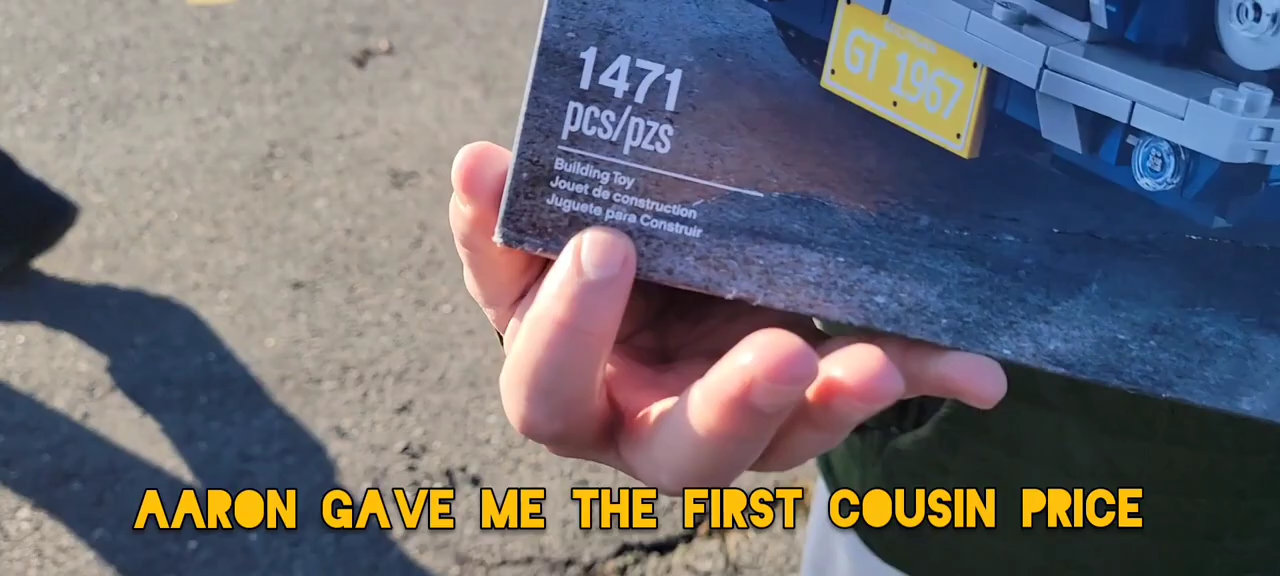 1471
pcs/pzs
Building Toy
Jouet de construction
Juguete para Construir
GT 1967
AARON GAVE ME THE FIRST COUSIN PRICE